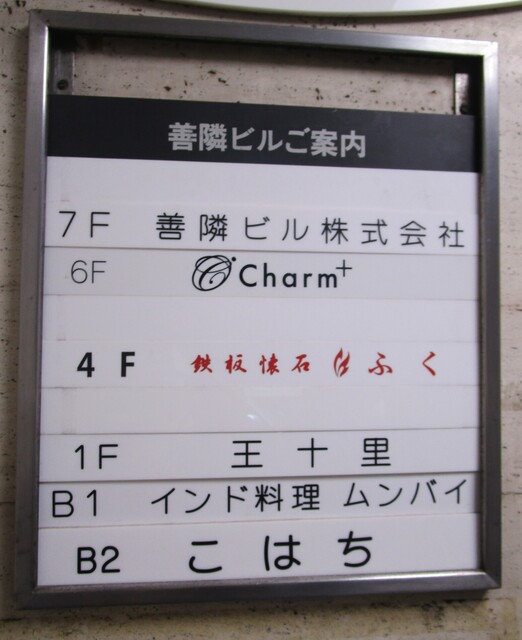 善隣ビルご案内
7F 善隣ビル株式会社
6F Charm+
4F 鉄板懐石 ふく
1F 王十里
B1 インド料理 ムンバイ
B2 こはち